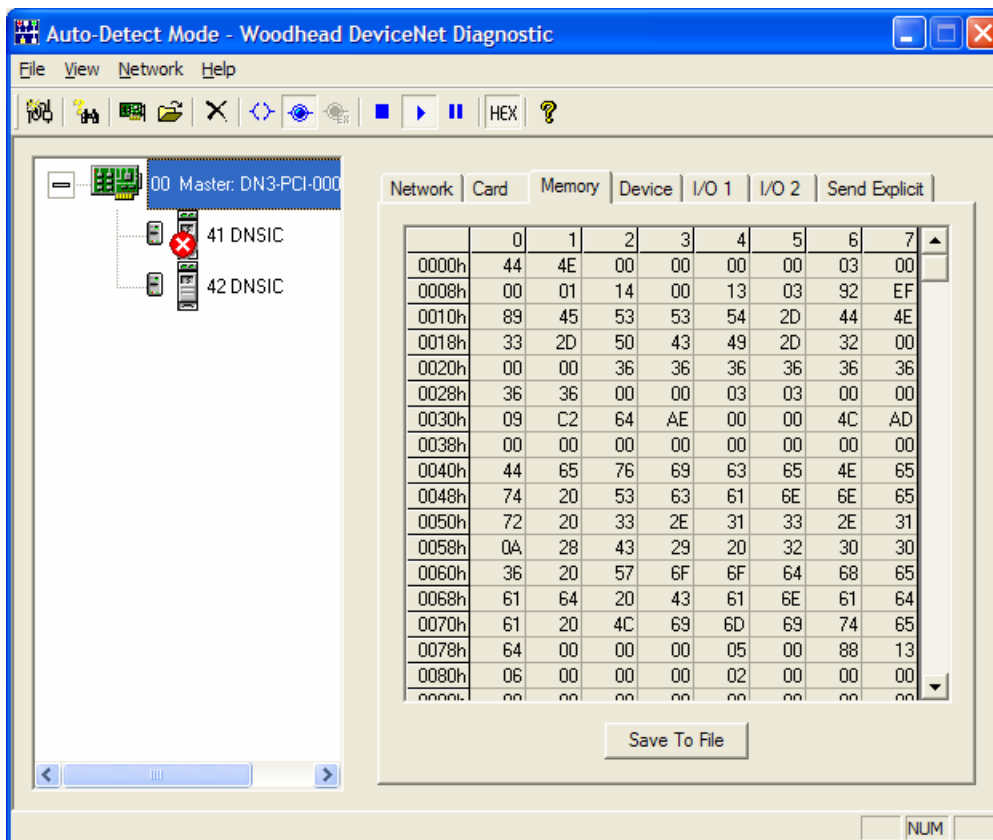 Auto-Detect Mode - Woodhead DeviceNet Diagnostic
File View Network Help
HEX
00 Master: DN3-PCI-000
41 DNSIC
42 DNSIC
Network Card Memory Device I/O 1 I/O 2 Send Explicit
0 1 2 3 4 5 6 7
0000h 44 4E 00 00 00 00 03 00
0008h 00 01 14 00 13 03 92 EF
0010h 89 45 53 53 54 2D 44 4E
0018h 33 2D 50 43 49 2D 32 00
0020h 00 00 36 36 36 36 36 36
0028h 36 36 00 00 03 03 00 00
0030h 09 C2 64 AE 00 00 4C AD
0038h 00 00 00 00 00 00 00 00
0040h 44 65 76 69 63 65 4E 65
0048h 74 20 53 63 61 6E 6E 65
0050h 72 20 33 2E 31 33 2E 31
0058h 0A 28 43 29 20 32 30 30
0060h 36 20 57 6F 6F 64 68 65
0068h 61 64 20 43 61 6E 61 64
0070h 61 20 4C 69 6D 69 74 65
0078h 64 00 00 00 05 00 88 13
0080h 06 00 00 00 02 00 00 00
Save To File
NUM